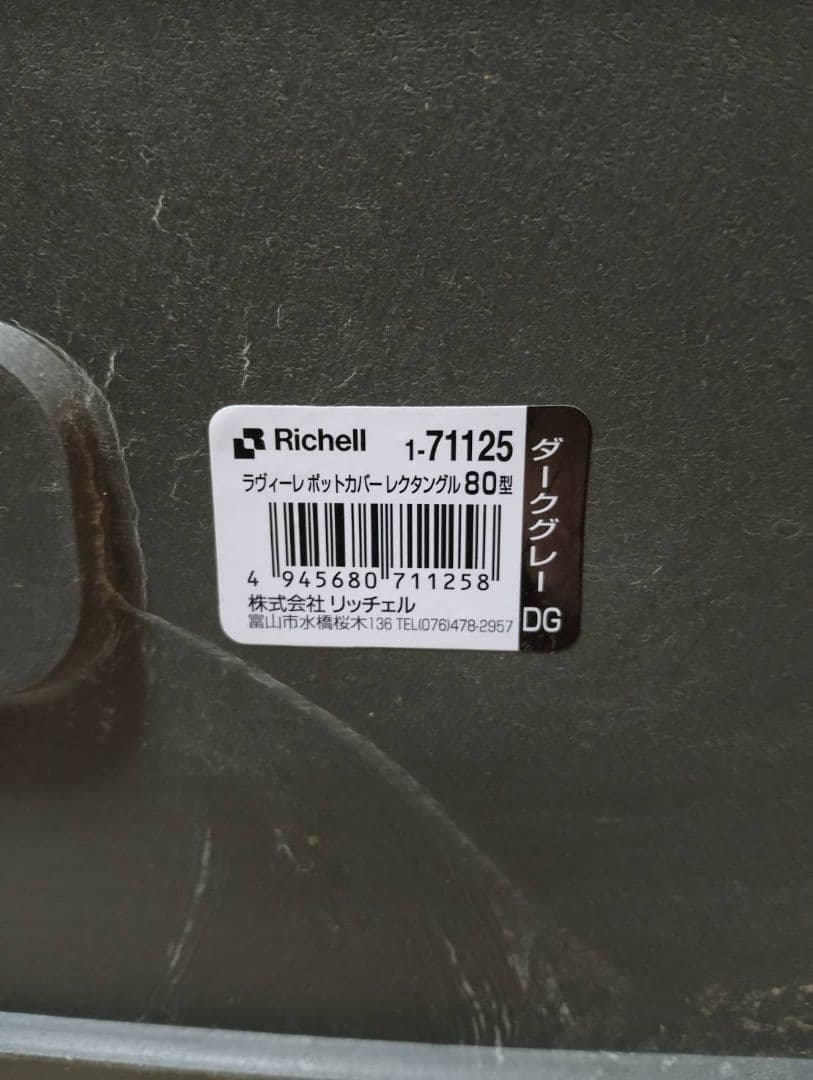 Richell 1-71125
ラヴィーレ ポットカバー レクタングル 80型
4 945680 711258
株式会社 リッチェル
富山市水橋桜木136 TEL(076)478-2957
ダークグレー
DG